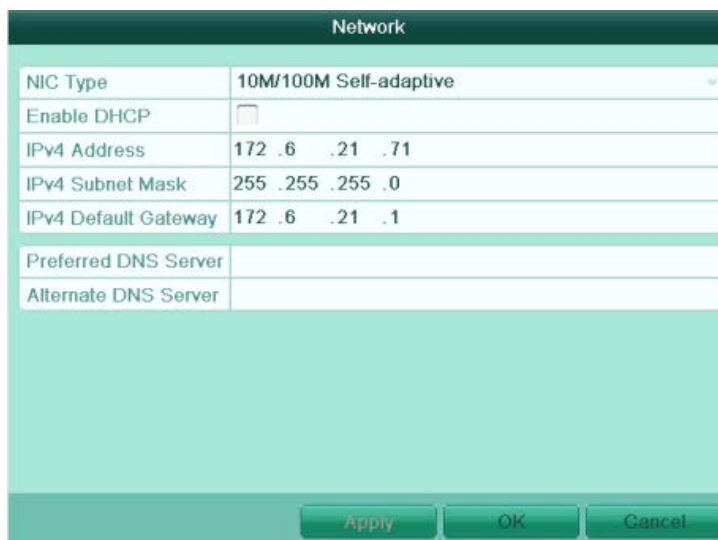 Network
NIC Type 10M/100M Self-adaptive
Enable DHCP
IPv4 Address 172 .6 .21 .71
IPv4 Subnet Mask 255 .255 .255 .0
IPv4 Default Gateway 172 .6 .21 .1
Preferred DNS Server
Alternate DNS Server
Apply OK Cancel